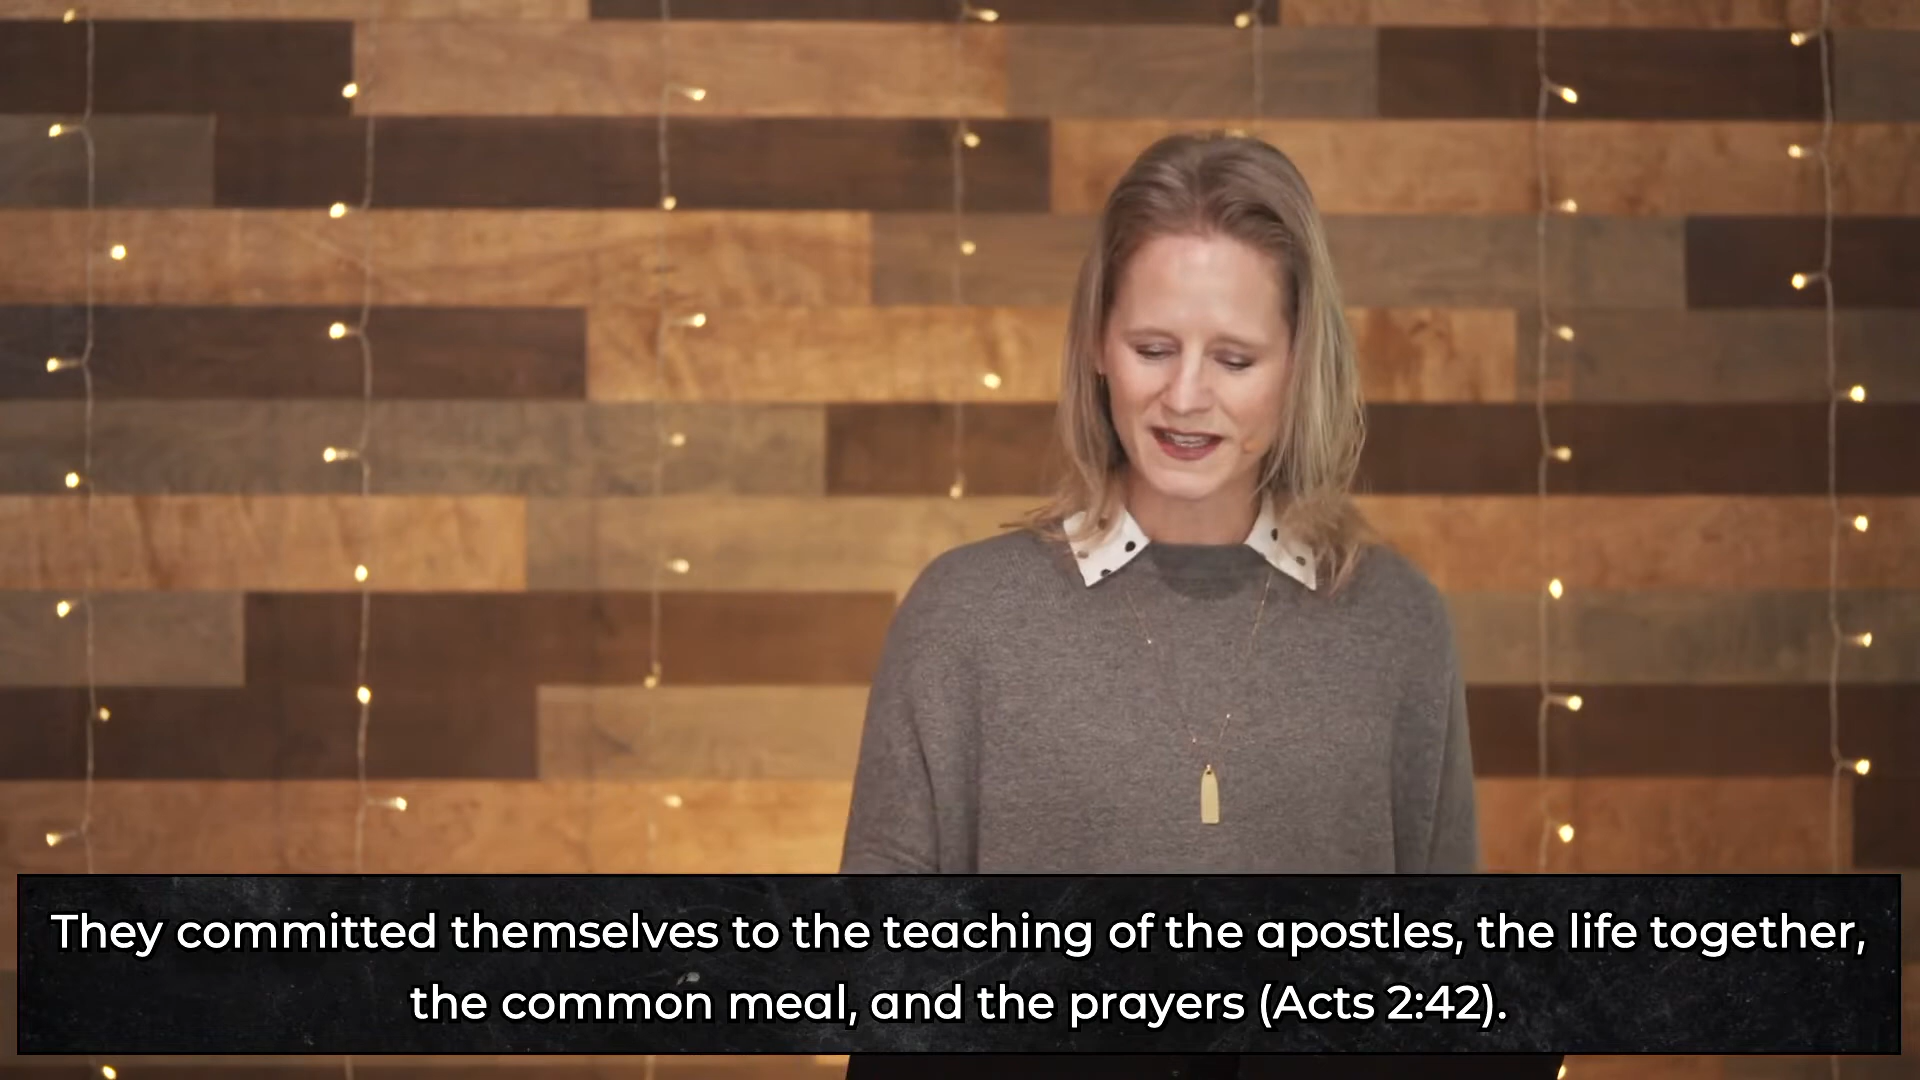 They committed themselves to the teaching of the apostles, the life together,
the common meal, and the prayers (Acts 2:42).